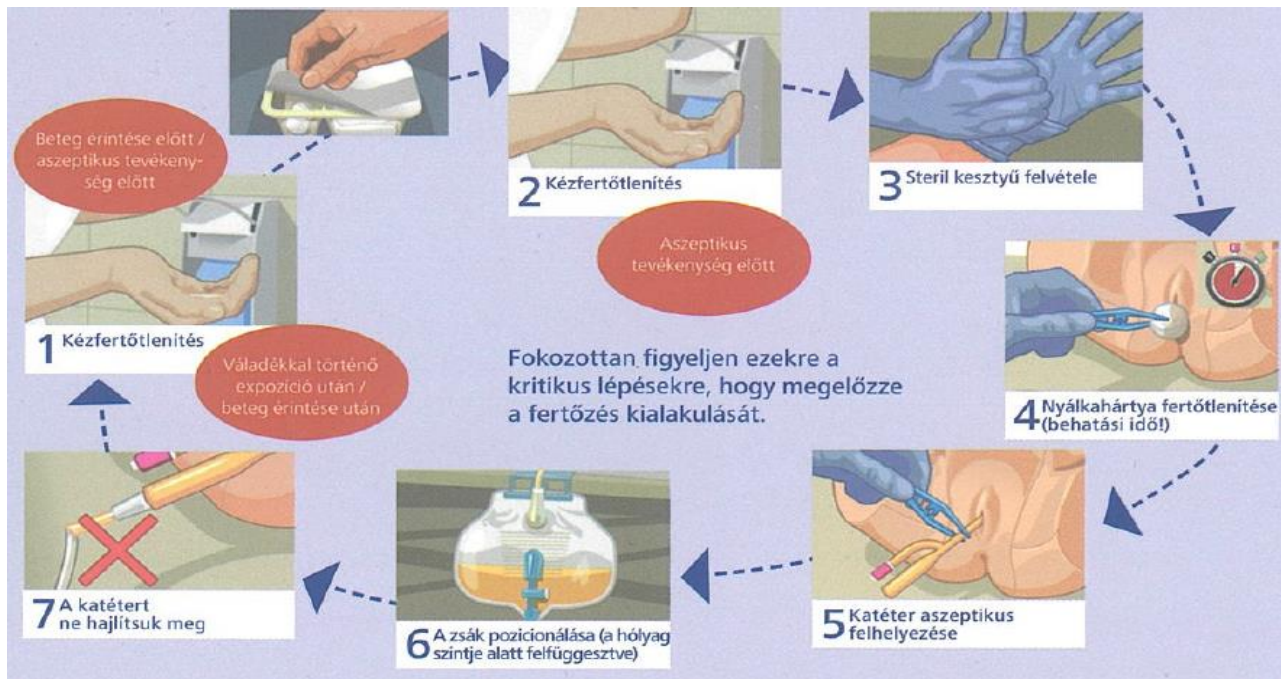 Beteg érintése előtt /
aszeptikus tevékeny-
ség előtt
1 Kézfertőtlenítés
2 Kézfertőtlenítés
Aszeptikus
tevékenység előtt
3 Steril kesztyű felvétele
4 Nyálkahártya fertőtlenítése
(behatási idő!)
5 Katéter aszeptikus
felhelyezése
6 A zsák pozicionálása (a hólyag
szintje alatt felfüggesztve)
7 A katétert
ne hajlítsuk meg
Váladékkal történő
expozíció után /
beteg érintése után
Fokozottan figyeljen ezekre a
kritikus lépésekre, hogy megelőzze
a fertőzés kialakulását.